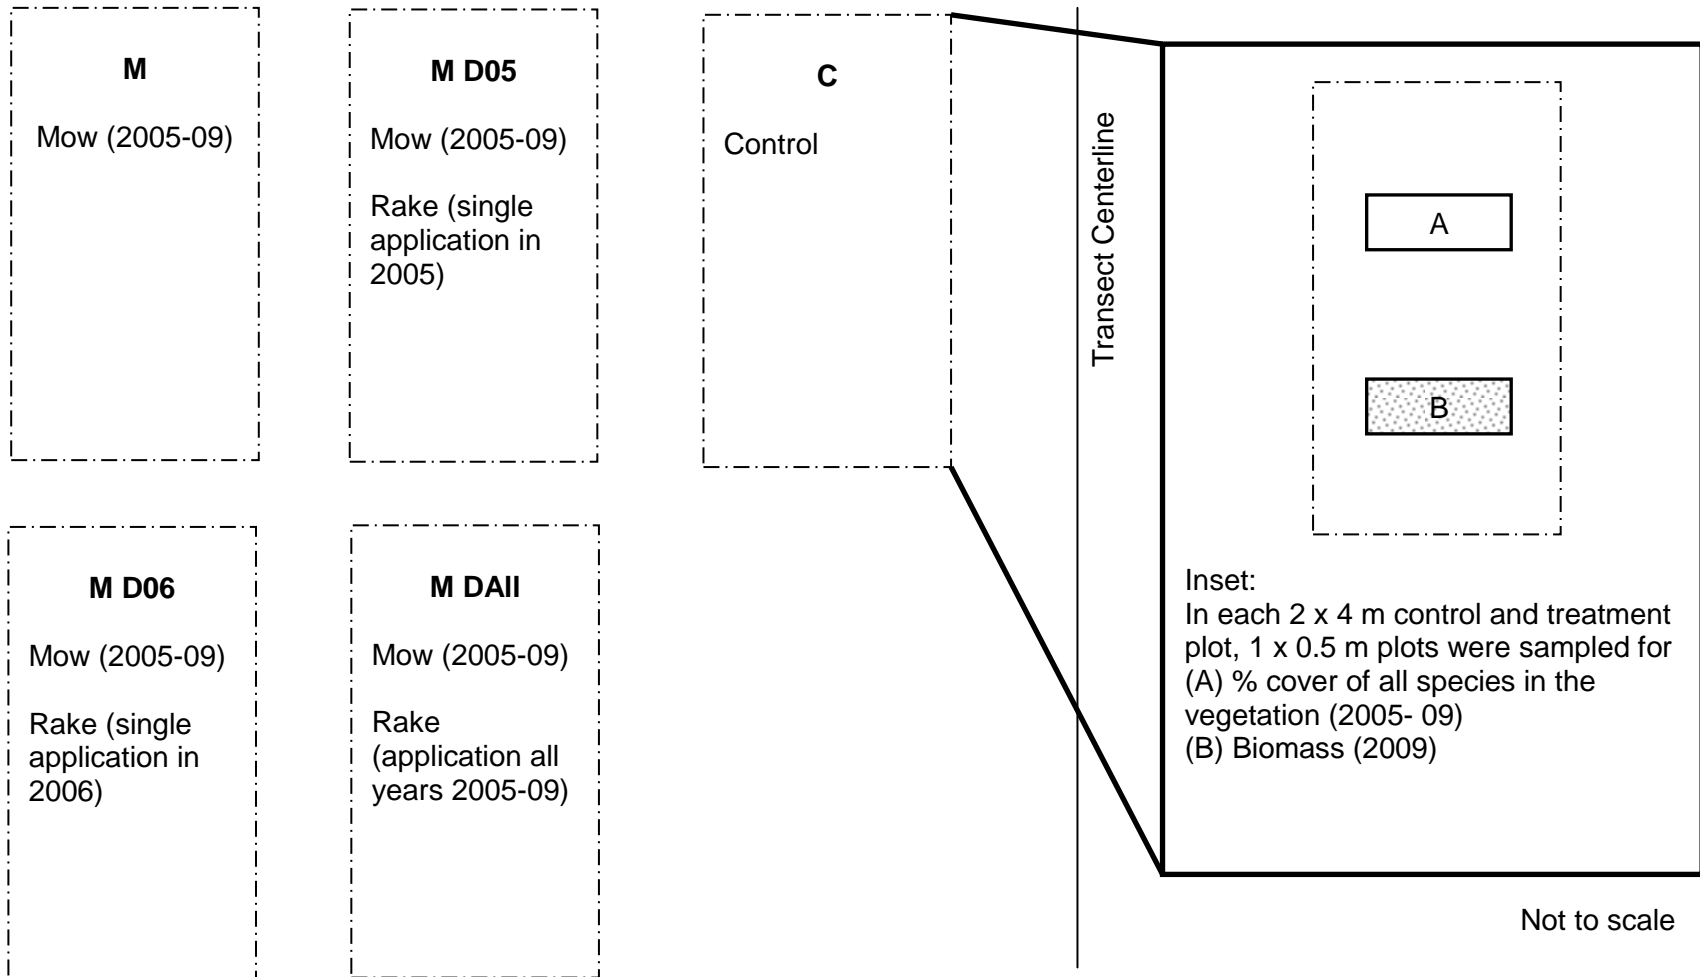 M
Mow (2005-09)
M D05
Mow (2005-09)
Rake (single
application in
2005)
C
Control
Transect Centerline
A
B
Inset:
In each 2 x 4 m control and treatment
plot, 1 x 0.5 m plots were sampled for
(A) % cover of all species in the
vegetation (2005- 09)
(B) Biomass (2009)
M D06
Mow (2005-09)
Rake (single
application in
2006)
M DAll
Mow (2005-09)
Rake
(application all
years 2005-09)
Not to scale